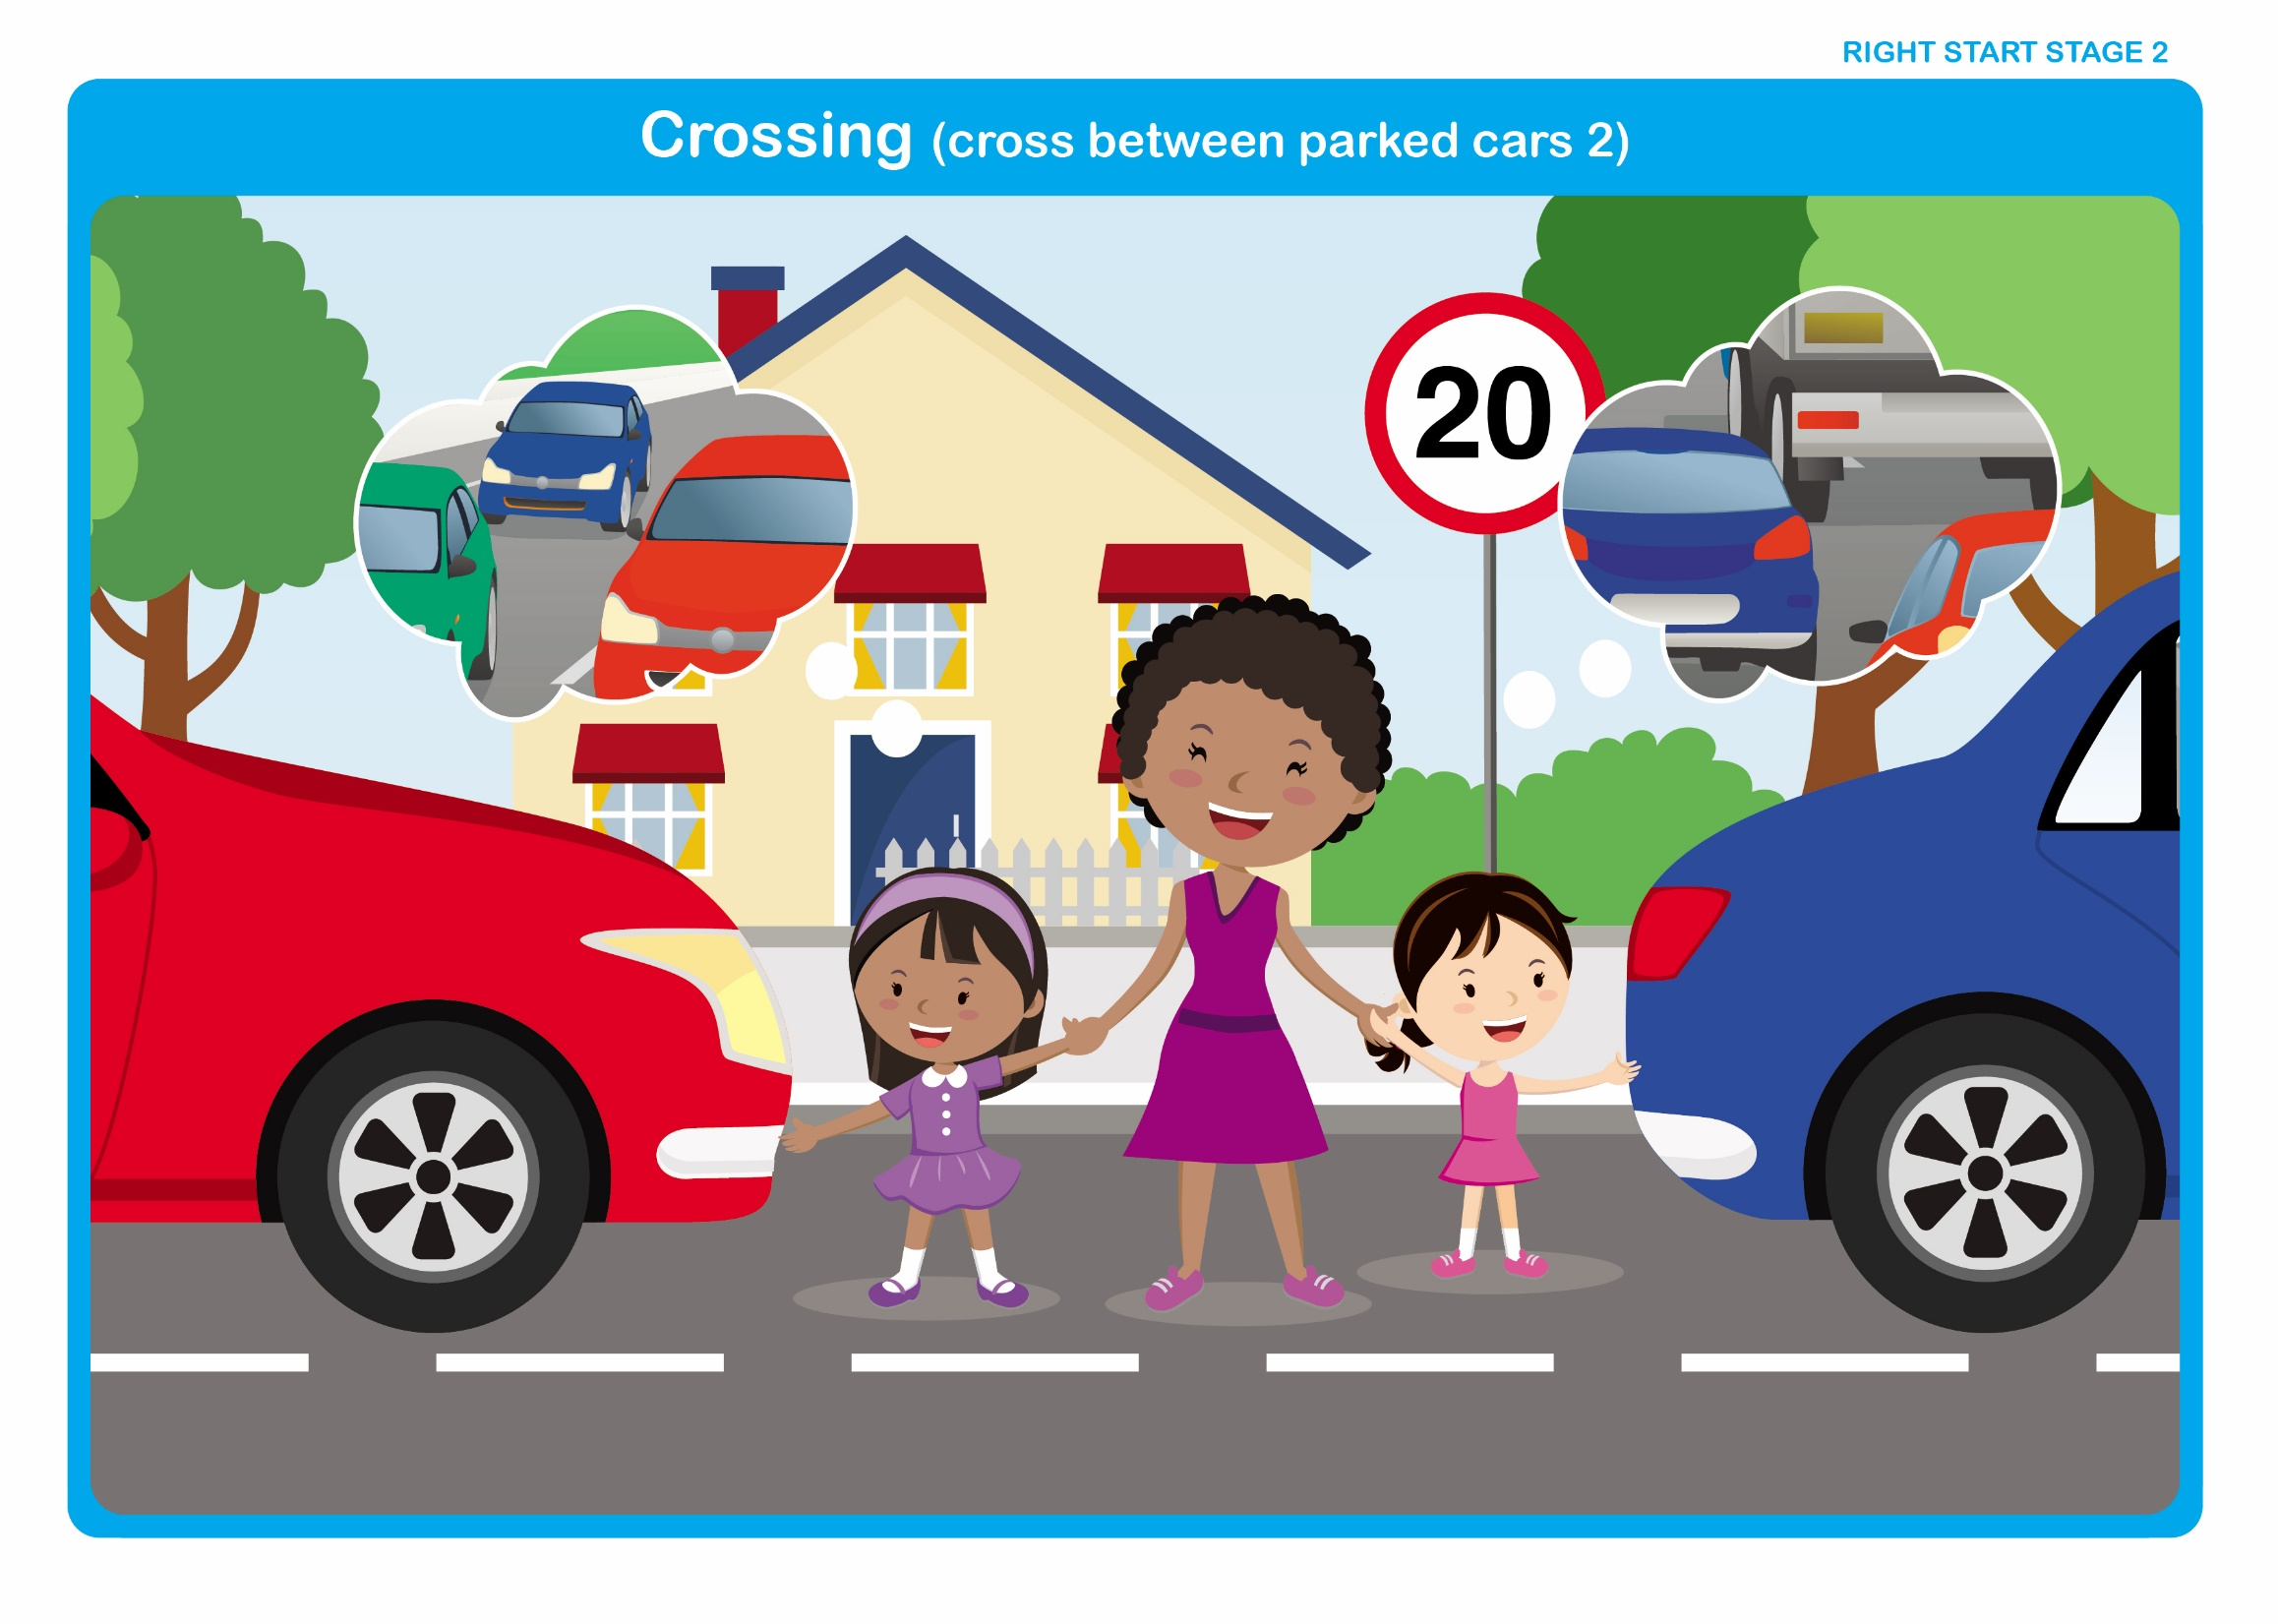 RIGHT START STAGE 2
Crossing (cross between parked cars 2)
20